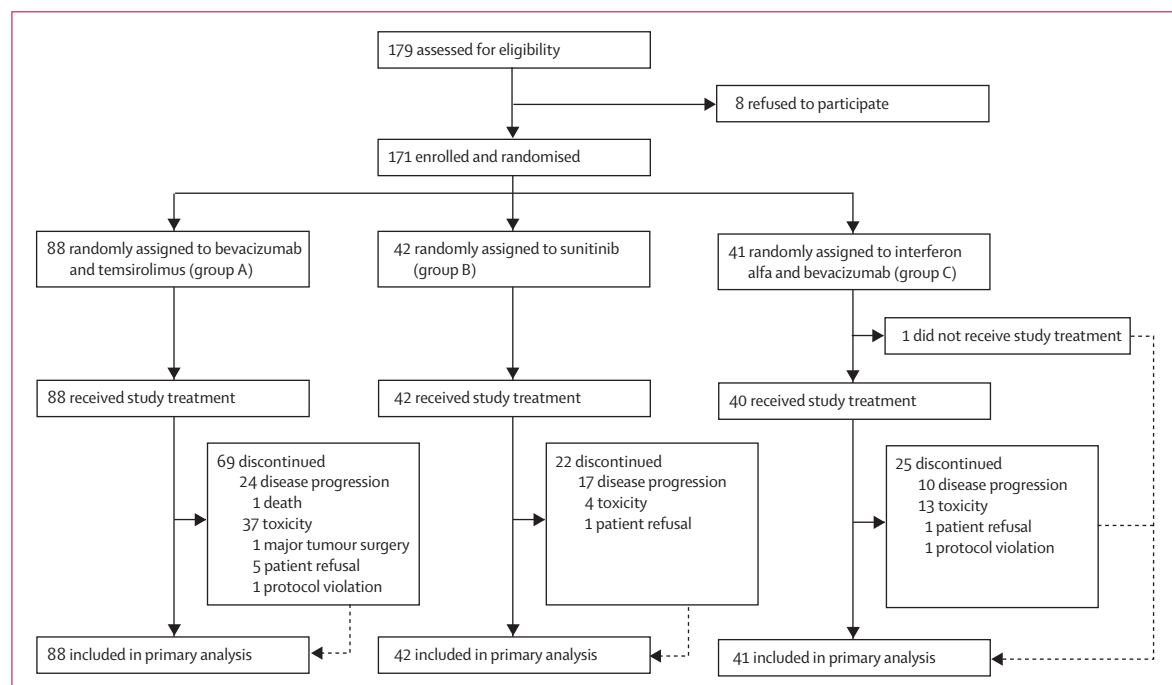 179 assessed for eligibility
8 refused to participate
171 enrolled and randomised
88 randomly assigned to bevacizumab
and temsirolimus (group A)
42 randomly assigned to sunitinib
(group B)
41 randomly assigned to interferon
alfa and bevacizumab (group C)
1 did not receive study treatment
88 received study treatment
42 received study treatment
40 received study treatment
69 discontinued
24 disease progression
1 death
37 toxicity
1 major tumour surgery
5 patient refusal
1 protocol violation
22 discontinued
17 disease progression
4 toxicity
1 patient refusal
25 discontinued
10 disease progression
13 toxicity
1 patient refusal
1 protocol violation
88 included in primary analysis
42 included in primary analysis
41 included in primary analysis